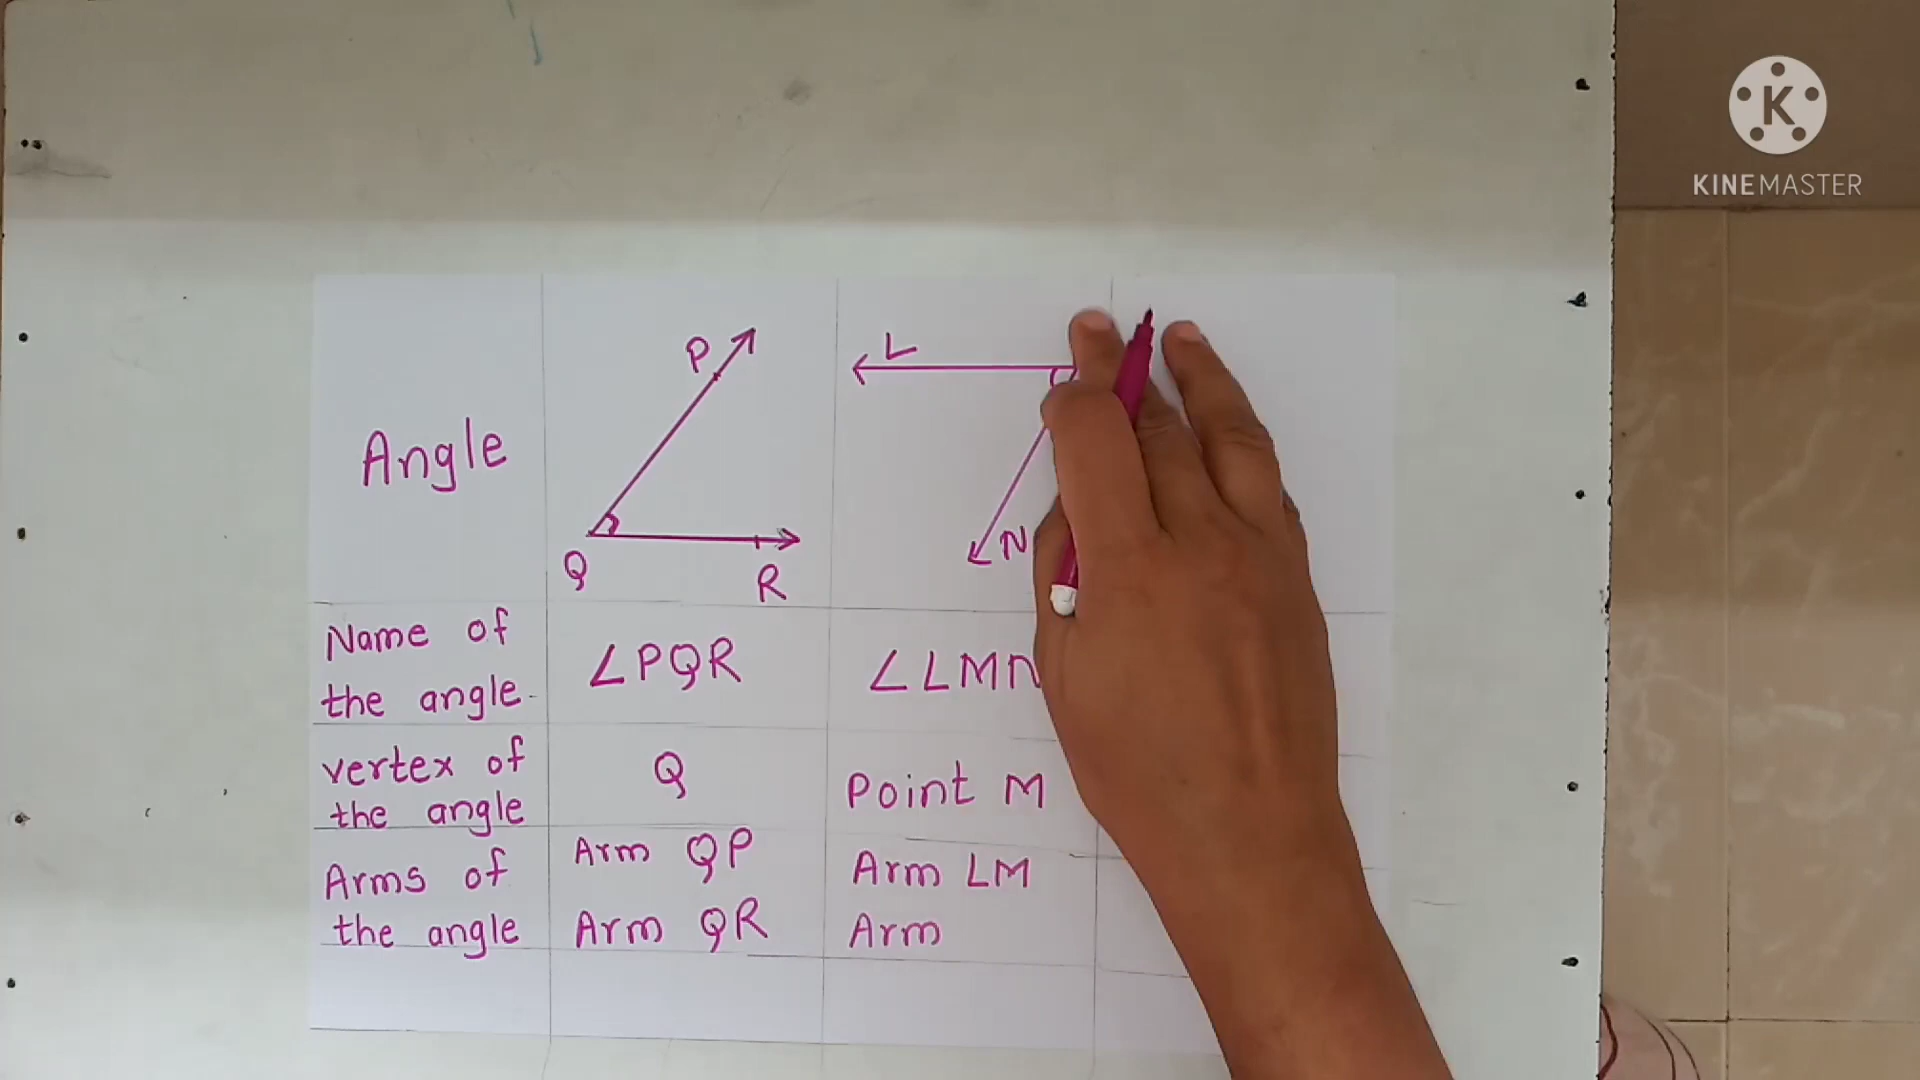 K
KINEMASTER
P
L
Angle
N
Q
R
Name of
the angle
∠PQR
∠LMN
vertex of
the angle
Q
Point M
Arms of
the angle
Arm QP
Arm QR
Arm LM
Arm